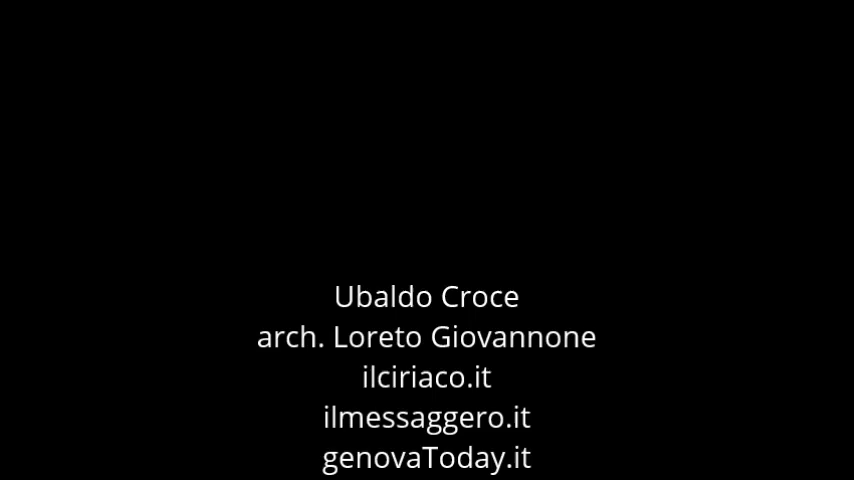 Ubaldo Croce
arch. Loreto Giovannone
ilciriaco.it
ilmessaggero.it
genovaToday.it